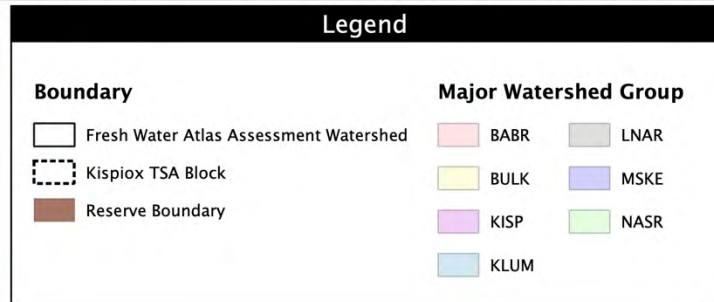 Legend
Boundary
Fresh Water Atlas Assessment Watershed
Kispiox TSA Block
Reserve Boundary
Major Watershed Group
BABR
LNAR
BULK
MSKE
KISP
NASR
KLUM